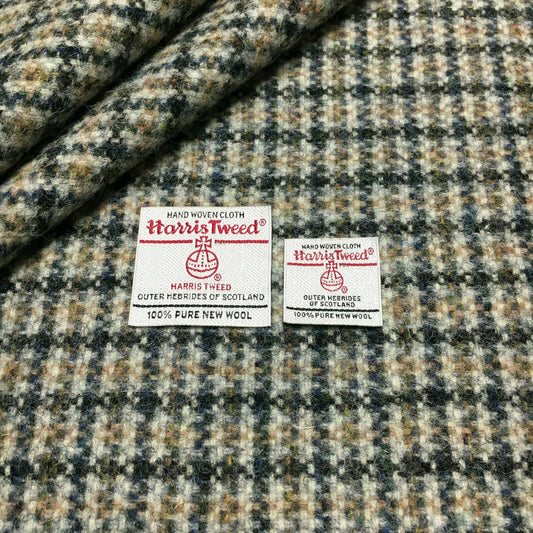 HAND WOVEN CLOTH
Harris Tweed®
®
HARRIS TWEED
OUTER HEBRIDES OF SCOTLAND
100% PURE NEW WOOL
HAND WOVEN CLOTH
Harris Tweed®
®
OUTER HEBRIDES
OF SCOTLAND
100% PURE NEW WOOL